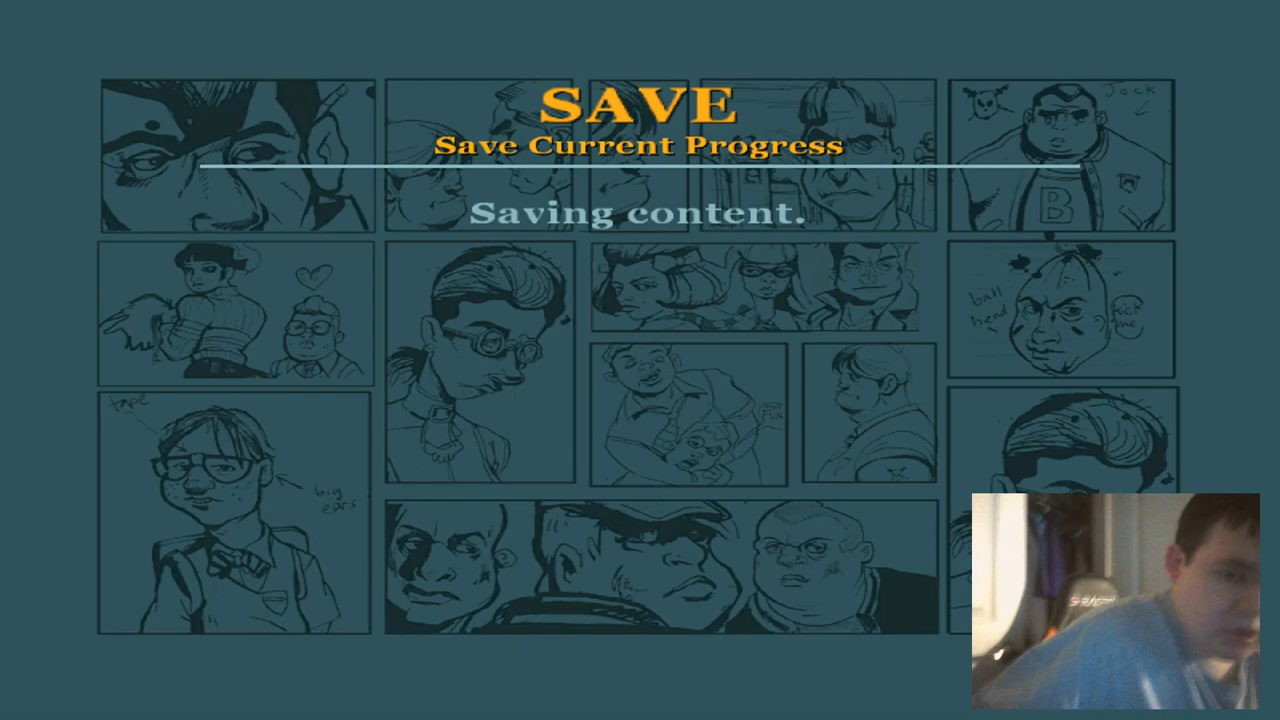 SAVE
Save Current Progress
Saving content.
Jock
B
ball
head
tape
big
ears